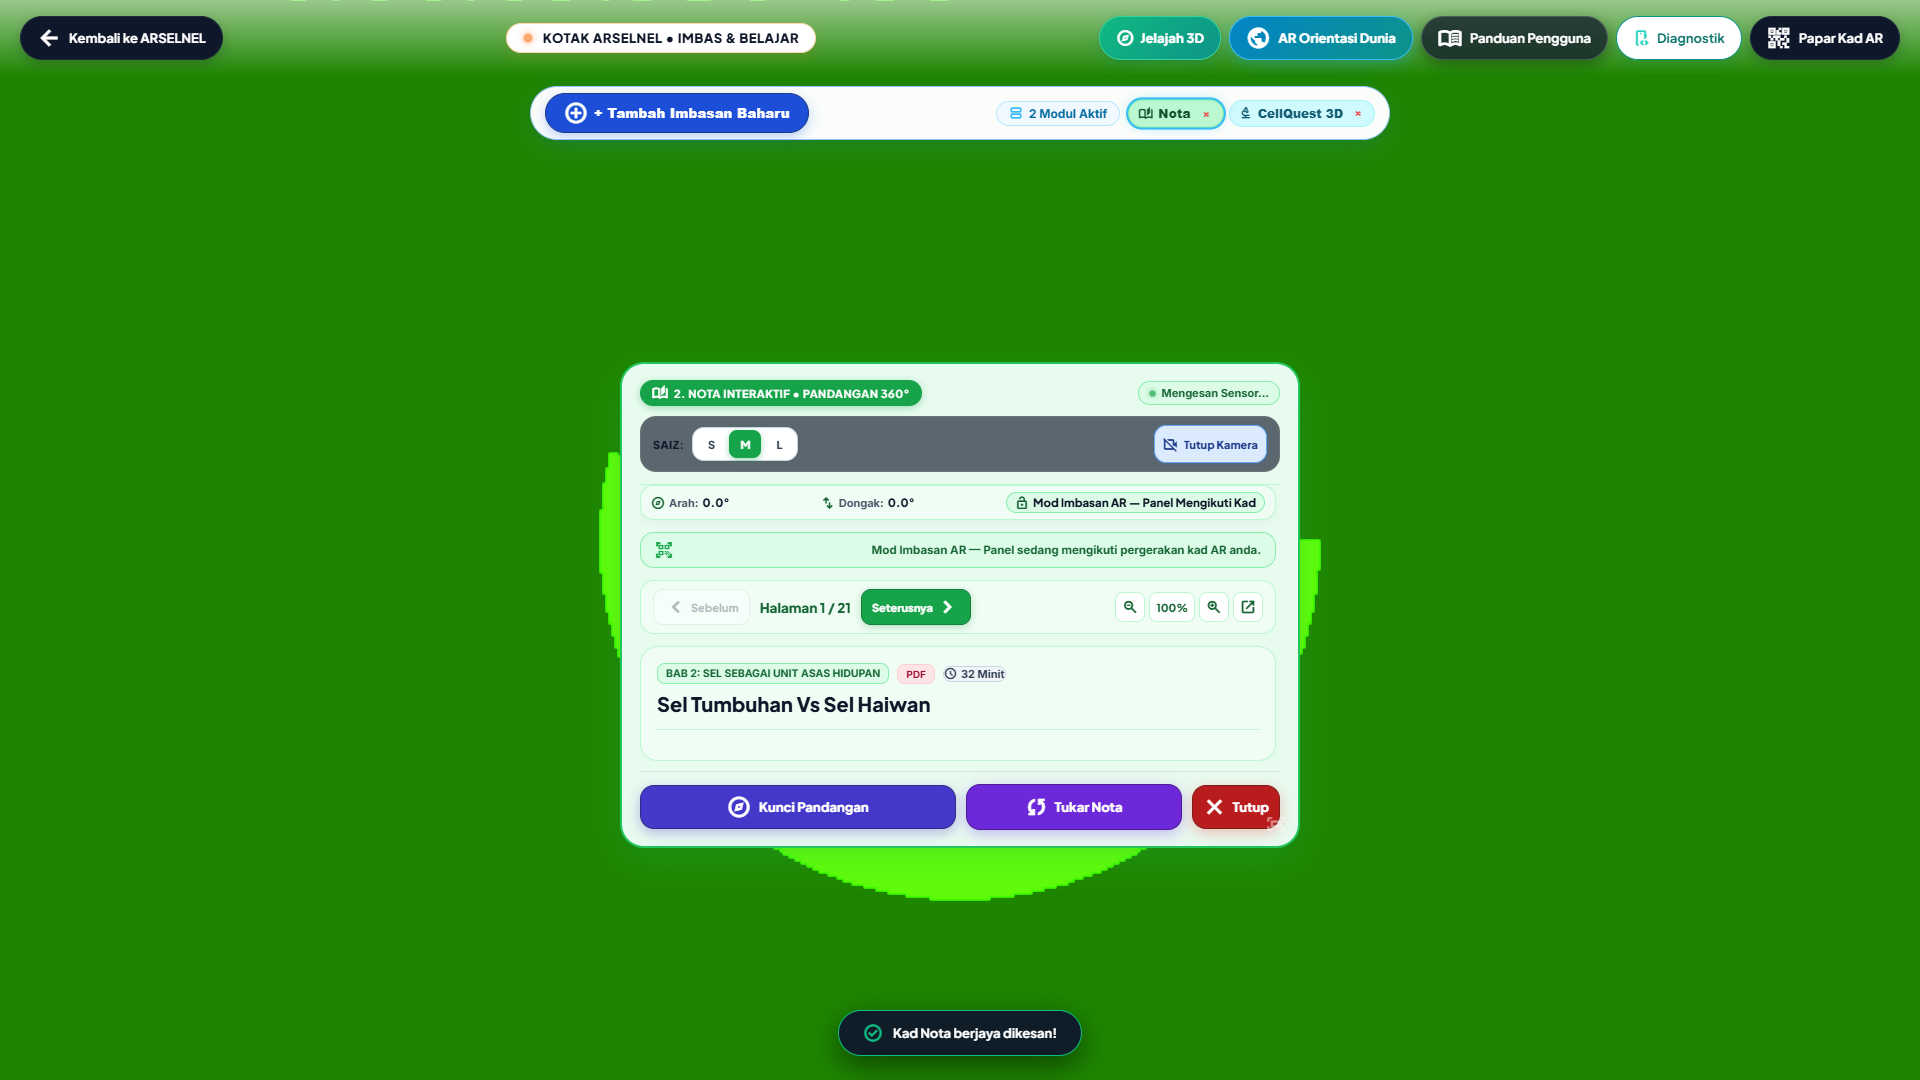 Kembali ke ARSELNEL
KOTAK ARSELNEL ● IMBAS & BELAJAR
Jelajah 3D
AR Orientasi Dunia
Panduan Pengguna
Diagnostik
Papar Kad AR
+ Tambah Imbasan Baharu
2 Modul Aktif
Nota ×
CellQuest 3D ×
2. NOTA INTERAKTIF ● PANDANGAN 360°
Mengesan Sensor...
SAIZ: S M L
Tutup Kamera
Arah: 0.0°
Dongak: 0.0°
Mod Imbasan AR — Panel Mengikuti Kad
Mod Imbasan AR — Panel sedang mengikuti pergerakan kad AR anda.
Sebelum
Halaman 1 / 21
Seterusnya
100%
BAB 2: SEL SEBAGAI UNIT ASAS HIDUPAN
PDF
32 Minit
Sel Tumbuhan Vs Sel Haiwan
Kunci Pandangan
Tukar Nota
Tutup
Kad Nota berjaya dikesan!